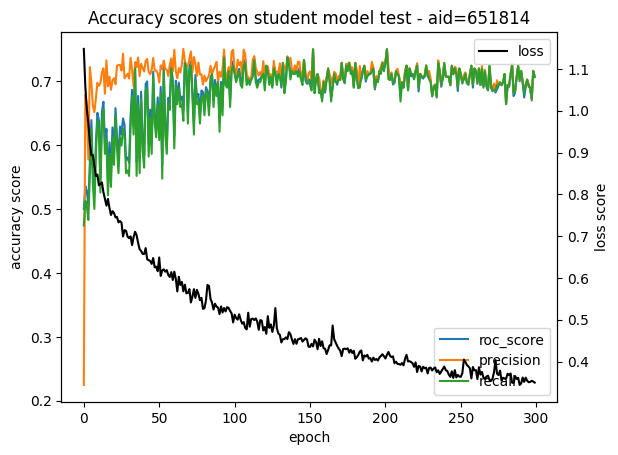 Accuracy scores on student model test - aid=651814
loss
accuracy score
0.7
0.6
0.5
0.4
0.3
0.2
1.1
1.0
0.9
0.8
0.7
0.6
0.5
0.4
loss score
roc_score
precision
recall
0
50
100
150
200
250
300
epoch